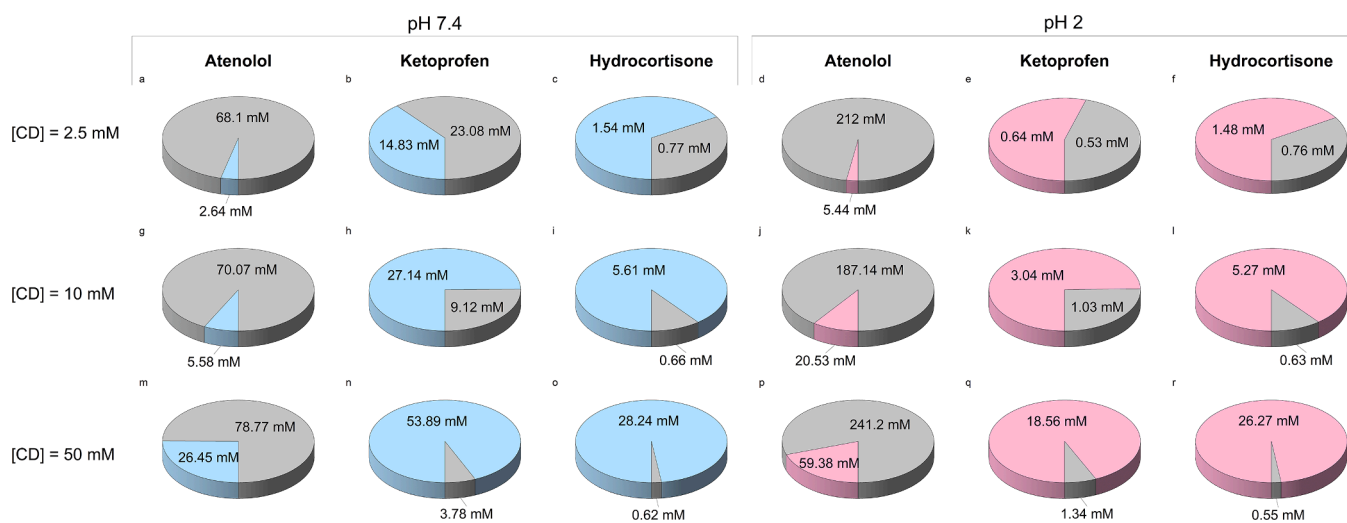 pH 7.4 pH 2
Atenolol Ketoprofen Hydrocortisone Atenolol Ketoprofen Hydrocortisone
a b c d e f
[CD] = 2.5 mM
68.1 mM 14.83 mM 23.08 mM 1.54 mM 0.77 mM 212 mM 0.64 mM 0.53 mM 1.48 mM 0.76 mM
2.64 mM 5.44 mM
g h i j k l
[CD] = 10 mM
70.07 mM 27.14 mM 9.12 mM 5.61 mM 187.14 mM 3.04 mM 1.03 mM 5.27 mM
5.58 mM 0.66 mM 20.53 mM 0.63 mM
m n o p q r
[CD] = 50 mM
78.77 mM 26.45 mM 53.89 mM 28.24 mM 241.2 mM 59.38 mM 18.56 mM 26.27 mM
3.78 mM 0.62 mM 1.34 mM 0.55 mM